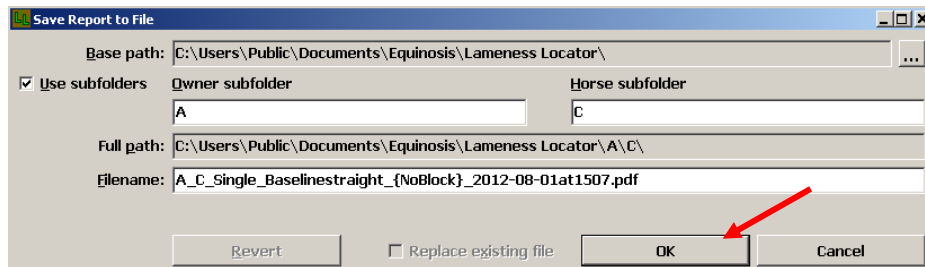 LL Save Report to File
Base path: C:\Users\Public\Documents\Equinosis\Lameness Locator\ ...
Use subfolders Owner subfolder Horse subfolder
A C
Full path: C:\Users\Public\Documents\Equinosis\Lameness Locator\A\C\
Filename: A_C_Single_Baselinestraight_{NoBlock}_2012-08-01at1507.pdf
Revert Replace existing file OK Cancel